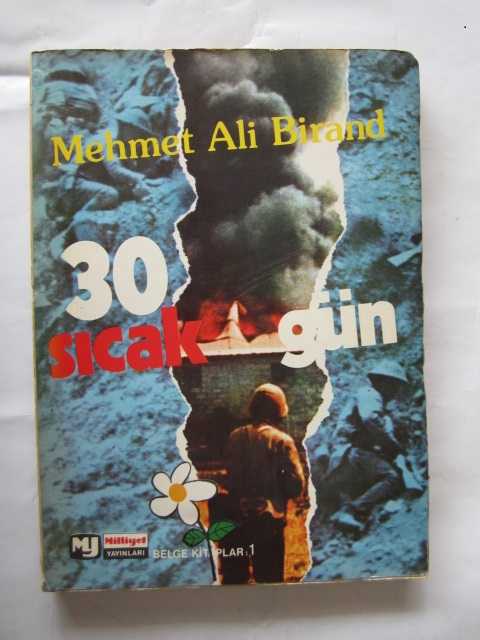 Mehmet Ali Birand
30
sıcak gün
MY Milliyet
YAYINLARI
BELGE KİTAPLAR:1